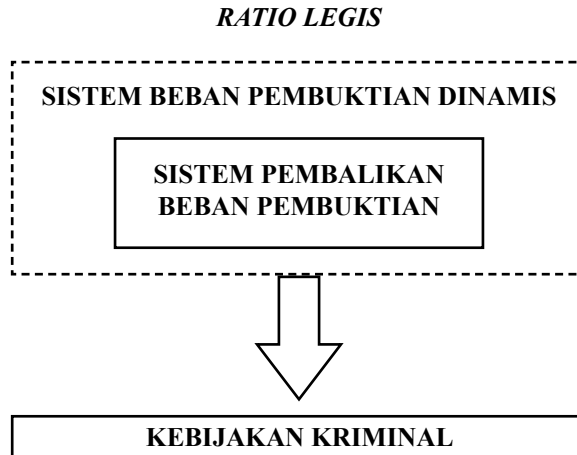 RATIO LEGIS
SISTEM BEBAN PEMBUKTIAN DINAMIS
SISTEM PEMBALIKAN
BEBAN PEMBUKTIAN
KEBIJAKAN KRIMINAL